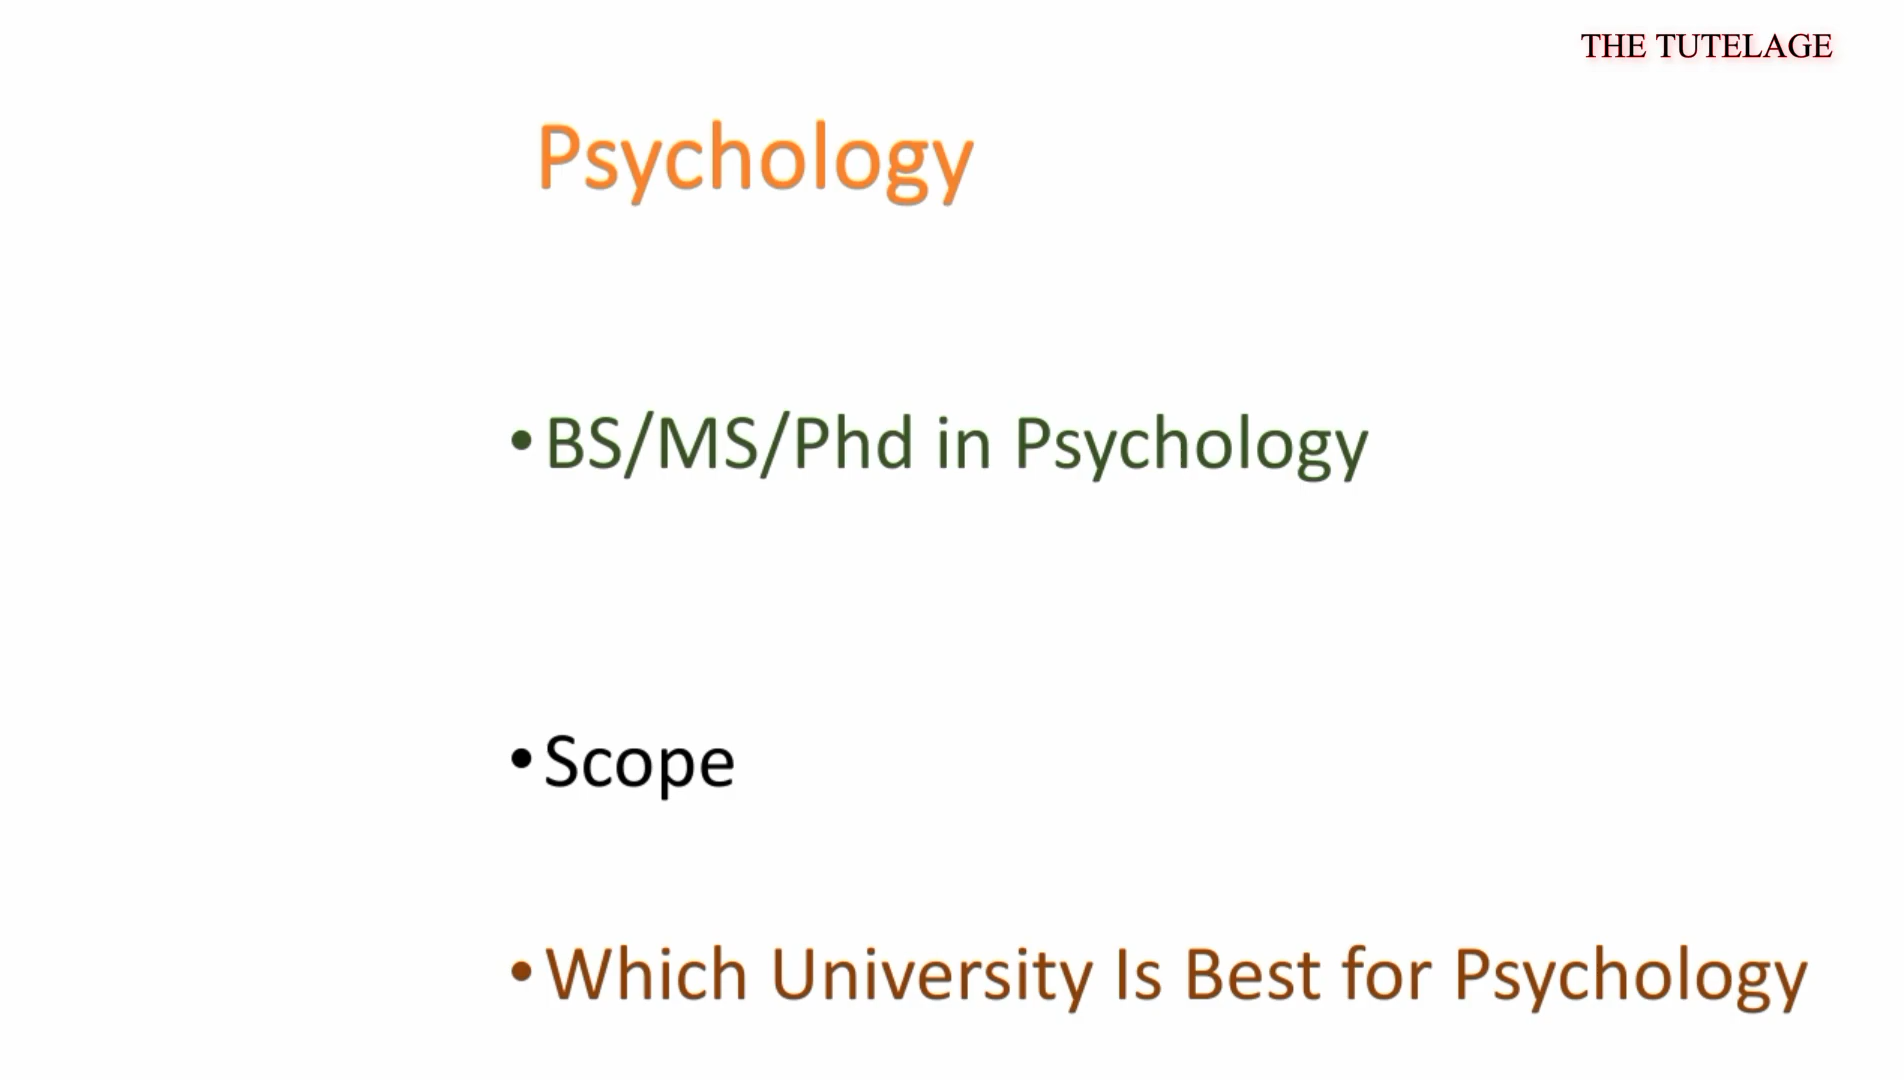 THE TUTELAGE
Psychology
•BS/MS/Phd in Psychology
•Scope
•Which University Is Best for Psychology